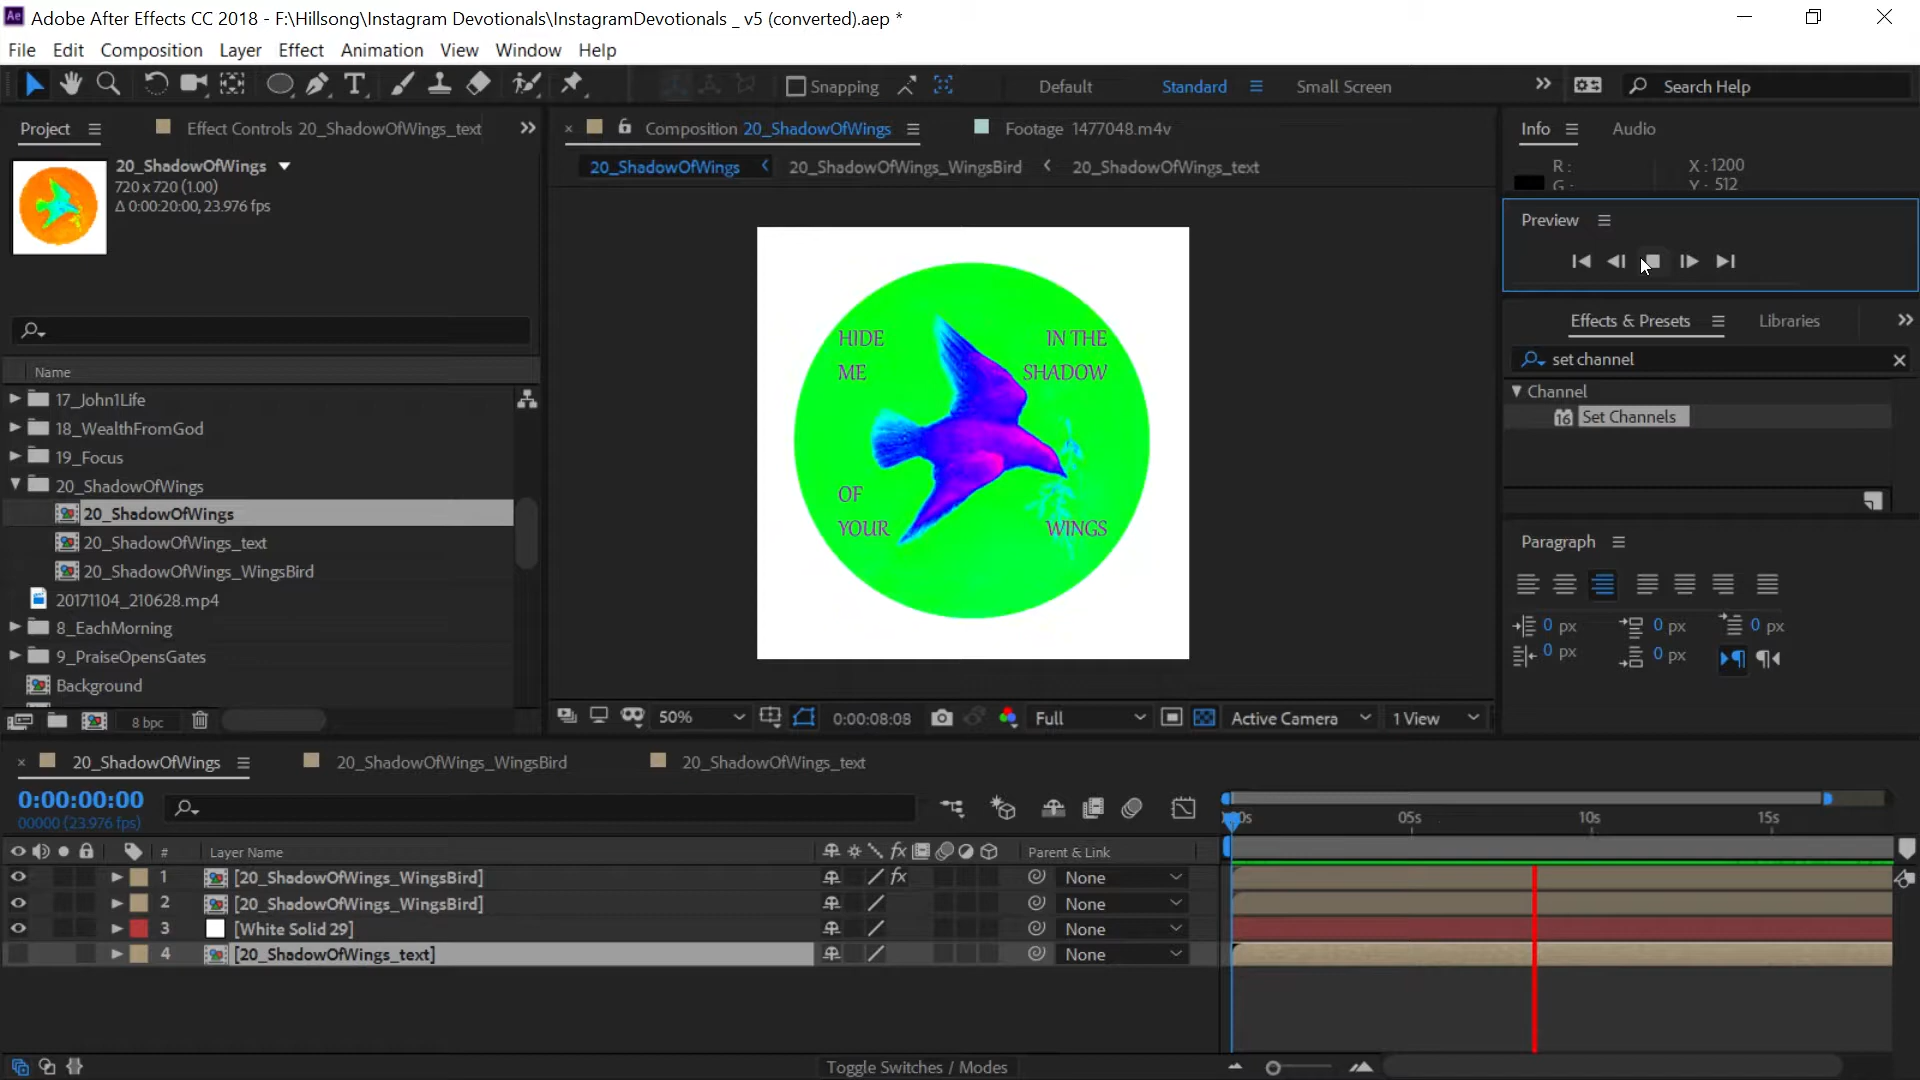 Adobe After Effects CC 2018 - F:\Hillsong\Instagram Devotionals\InstagramDevotionals _ v5 (converted).aep *
File Edit Composition Layer Effect Animation View Window Help
Snapping Default Standard Small Screen Search Help
Project Effect Controls 20_ShadowOfWings_text
20_ShadowOfWings
720 x 720 (1.00)
Δ 0:00:20:00, 23.976 fps
Name
17_John1Life
18_WealthFromGod
19_Focus
20_ShadowOfWings
20_ShadowOfWings
20_ShadowOfWings_text
20_ShadowOfWings_WingsBird
20171104_210628.mp4
8_EachMorning
9_PraiseOpensGates
Background
8 bpc
Composition 20_ShadowOfWings Footage 1477048.m4v
20_ShadowOfWings 20_ShadowOfWings_WingsBird 20_ShadowOfWings_text
HIDE IN THE
ME SHADOW
OF
YOUR WINGS
50% 0:00:08:08 Full Active Camera 1 View
Info Audio
R: X : 1200
G: Y : 512
Preview
Effects & Presets Libraries
set channel
Channel
16 Set Channels
Paragraph
0 px 0 px 0 px
0 px 0 px
20_ShadowOfWings 20_ShadowOfWings_WingsBird 20_ShadowOfWings_text
0:00:00:00
00000 (23.976 fps)
05s 10s 15s
# Layer Name fx Parent & Link
1 [20_ShadowOfWings_WingsBird] fx None
2 [20_ShadowOfWings_WingsBird] None
3 [White Solid 29] None
4 [20_ShadowOfWings_text] None
Toggle Switches / Modes